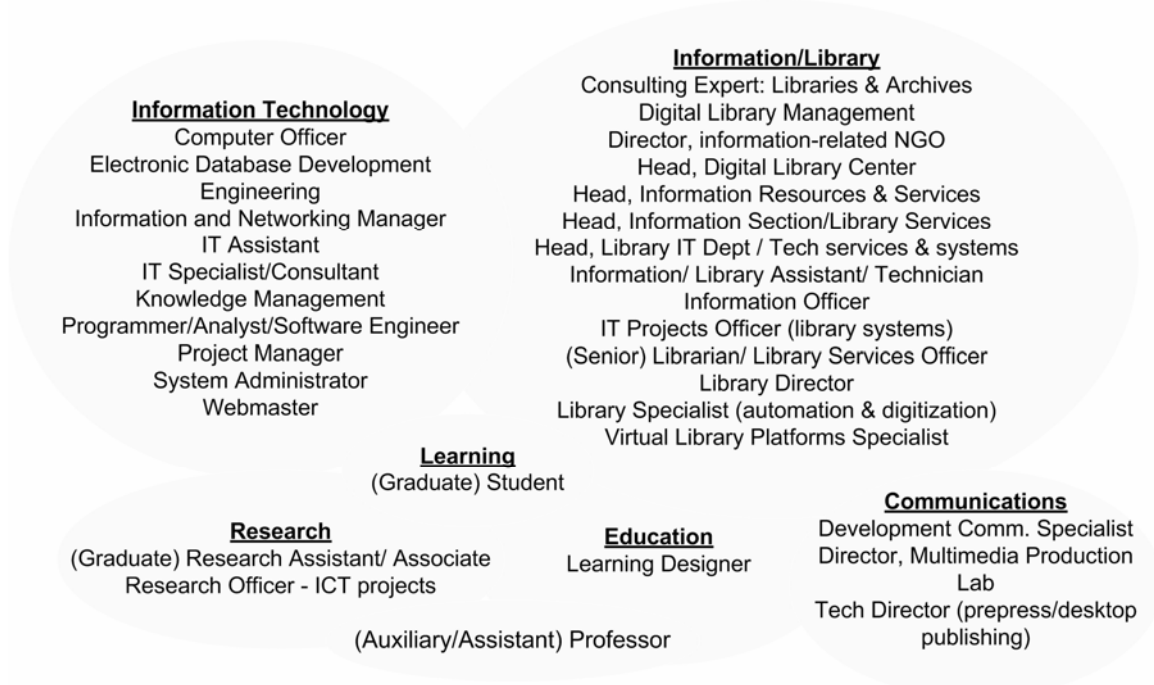 Information Technology
Computer Officer
Electronic Database Development
Engineering
Information and Networking Manager
IT Assistant
IT Specialist/Consultant
Knowledge Management
Programmer/Analyst/Software Engineer
Project Manager
System Administrator
Webmaster
Information/Library
Consulting Expert: Libraries & Archives
Digital Library Management
Director, information-related NGO
Head, Digital Library Center
Head, Information Resources & Services
Head, Information Section/Library Services
Head, Library IT Dept / Tech services & systems
Information/ Library Assistant/ Technician
Information Officer
IT Projects Officer (library systems)
(Senior) Librarian/ Library Services Officer
Library Director
Library Specialist (automation & digitization)
Virtual Library Platforms Specialist
Learning
(Graduate) Student
Research
(Graduate) Research Assistant/ Associate
Research Officer - ICT projects
Education
Learning Designer
(Auxiliary/Assistant) Professor
Communications
Development Comm. Specialist
Director, Multimedia Production
Lab
Tech Director (prepress/desktop
publishing)